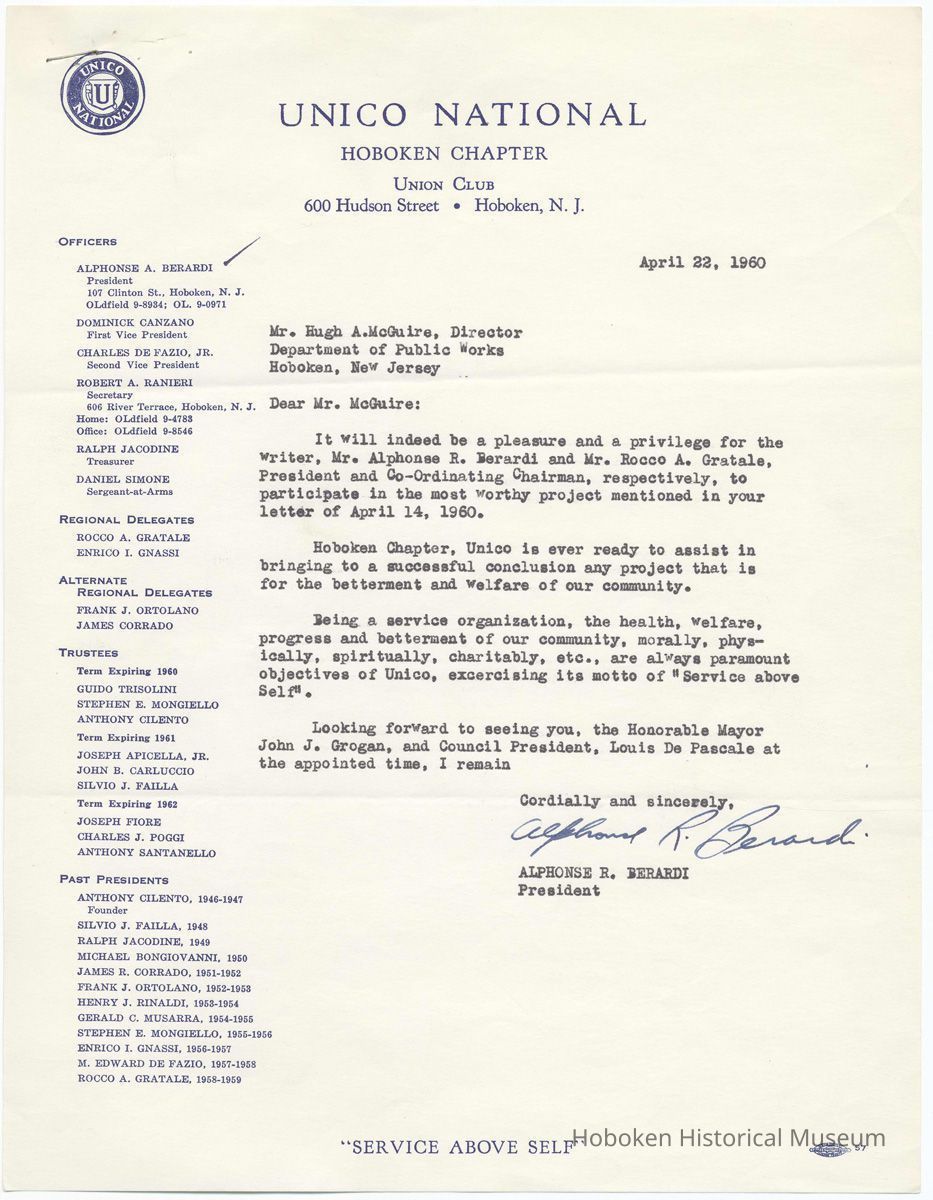 UNICO
U
NATIONAL
UNICO NATIONAL
HOBOKEN CHAPTER
UNION CLUB
600 Hudson Street • Hoboken, N. J.
OFFICERS
ALPHONSE A. BERARDI
President
107 Clinton St., Hoboken, N. J.
OLdfield 9-8934; OL. 9-0971
DOMINICK CANZANO
First Vice President
CHARLES DE FAZIO, JR.
Second Vice President
ROBERT A. RANIERI
Secretary
606 River Terrace, Hoboken, N. J.
Home: OLdfield 9-4783
Office: OLdfield 9-8546
RALPH JACODINE
Treasurer
DANIEL SIMONE
Sergeant-at-Arms
REGIONAL DELEGATES
ROCCO A. GRATALE
ENRICO I. GNASSI
ALTERNATE
REGIONAL DELEGATES
FRANK J. ORTOLANO
JAMES CORRADO
TRUSTEES
Term Expiring 1960
GUIDO TRISOLINI
STEPHEN E. MONGIELLO
ANTHONY CILENTO
Term Expiring 1961
JOSEPH APICELLA, JR.
JOHN B. CARLUCCIO
SILVIO J. FAILLA
Term Expiring 1962
JOSEPH FIORE
CHARLES J. POGGI
ANTHONY SANTANELLO
PAST PRESIDENTS
ANTHONY CILENTO, 1946-1947
Founder
SILVIO J. FAILLA, 1948
RALPH JACODINE, 1949
MICHAEL BONGIOVANNI, 1950
JAMES R. CORRADO, 1951-1952
FRANK J. ORTOLANO, 1952-1953
HENRY J. RINALDI, 1953-1954
GERALD C. MUSARRA, 1954-1955
STEPHEN E. MONGIELLO, 1955-1956
ENRICO I. GNASSI, 1956-1957
M. EDWARD DE FAZIO, 1957-1958
ROCCO A. GRATALE, 1958-1959
April 22, 1960
Mr. Hugh A.McGuire, Director
Department of Public Works
Hoboken, New Jersey
Dear Mr. McGuire:
It will indeed be a pleasure and a privilege for the
writer, Mr. Alphonse R. Berardi and Mr. Rocco A. Gratale,
President and Co-Ordinating Chairman, respectively, to
participate in the most worthy project mentioned in your
letter of April 14, 1960.
Hoboken Chapter, Unico is ever ready to assist in
bringing to a successful conclusion any project that is
for the betterment and welfare of our community.
Being a service organization, the health, welfare,
progress and betterment of our community, morally, phys-
ically, spiritually, charitably, etc., are always paramount
objectives of Unico, excercising its motto of "Service above
Self".
Looking forward to seeing you, the Honorable Mayor
John J. Grogan, and Council President, Louis De Pascale at
the appointed time, I remain
Cordially and sincerely,
Alphonse R. Berardi
ALPHONSE R. BERARDI
President
"SERVICE ABOVE SELF"
Hoboken Historical Museum
57